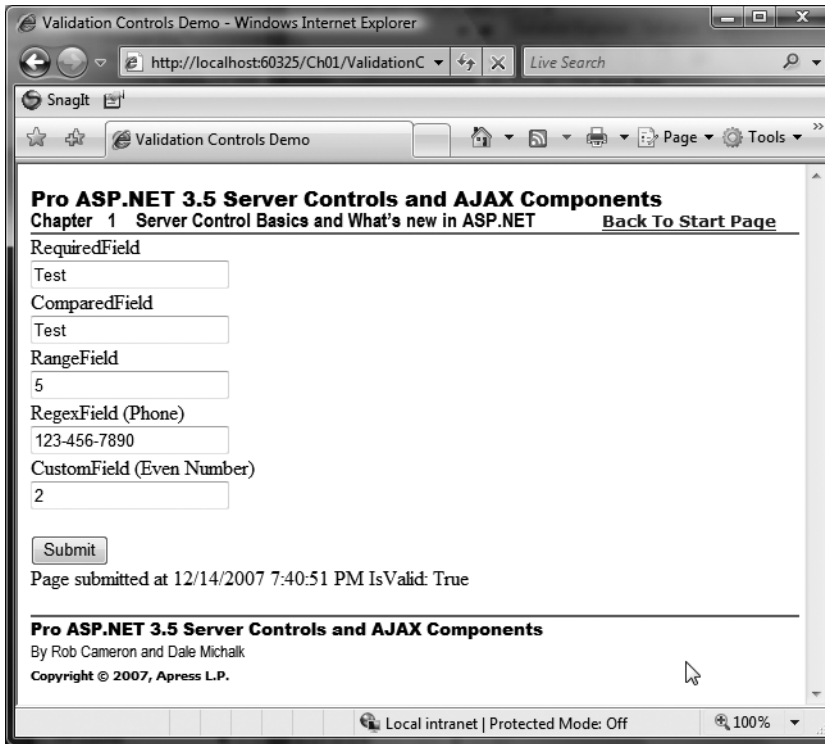 Validation Controls Demo - Windows Internet Explorer
http://localhost:60325/Ch01/ValidationC
Live Search
SnagIt
Validation Controls Demo
Page
Tools
Pro ASP.NET 3.5 Server Controls and AJAX Components
Chapter 1 Server Control Basics and What's new in ASP.NET
Back To Start Page
RequiredField
Test
ComparedField
Test
RangeField
5
RegexField (Phone)
123-456-7890
CustomField (Even Number)
2
Submit
Page submitted at 12/14/2007 7:40:51 PM IsValid: True
Pro ASP.NET 3.5 Server Controls and AJAX Components
By Rob Cameron and Dale Michalk
Copyright © 2007, Apress L.P.
Local intranet | Protected Mode: Off
100%